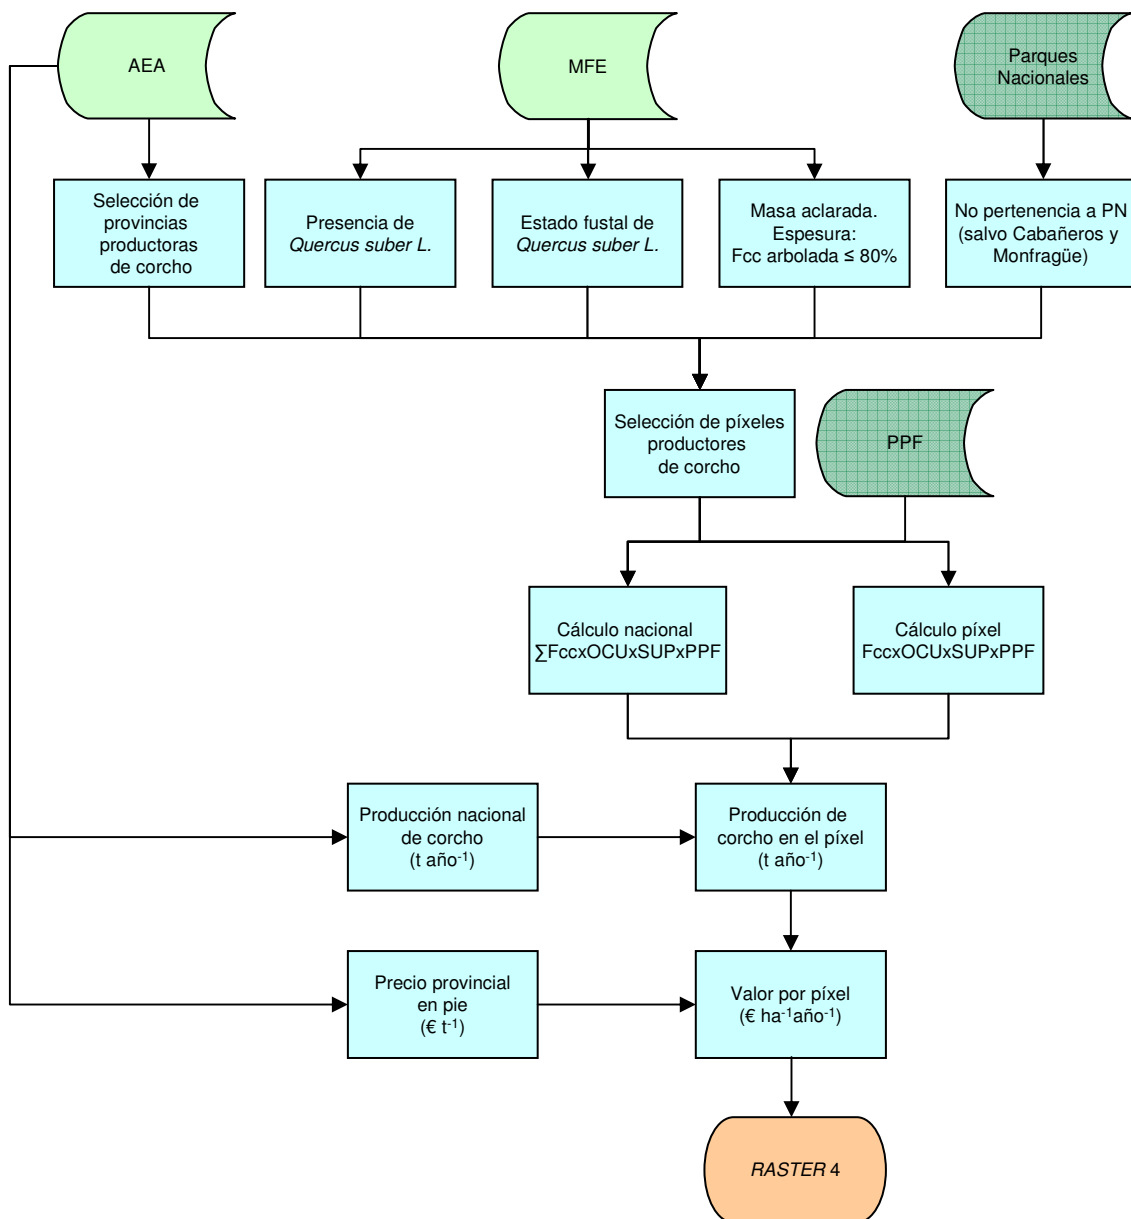 AEA
MFE
Parques
Nacionales
Selección de
provincias
productoras
de corcho
Presencia de
Quercus suber L.
Estado fustal de
Quercus suber L.
Masa aclarada.
Espesura:
Fcc arbolada ≤ 80%
No pertenencia a PN
(salvo Cabañeros y
Monfragüe)
Selección de píxeles
productores
de corcho
PPF
Cálculo nacional
∑FccxOCUxSUPxPPF
Cálculo píxel
FccxOCUxSUPxPPF
Producción nacional
de corcho
(t año⁻¹)
Producción de
corcho en el píxel
(t año⁻¹)
Precio provincial
en pie
(€ t⁻¹)
Valor por píxel
(€ ha⁻¹año⁻¹)
RASTER 4